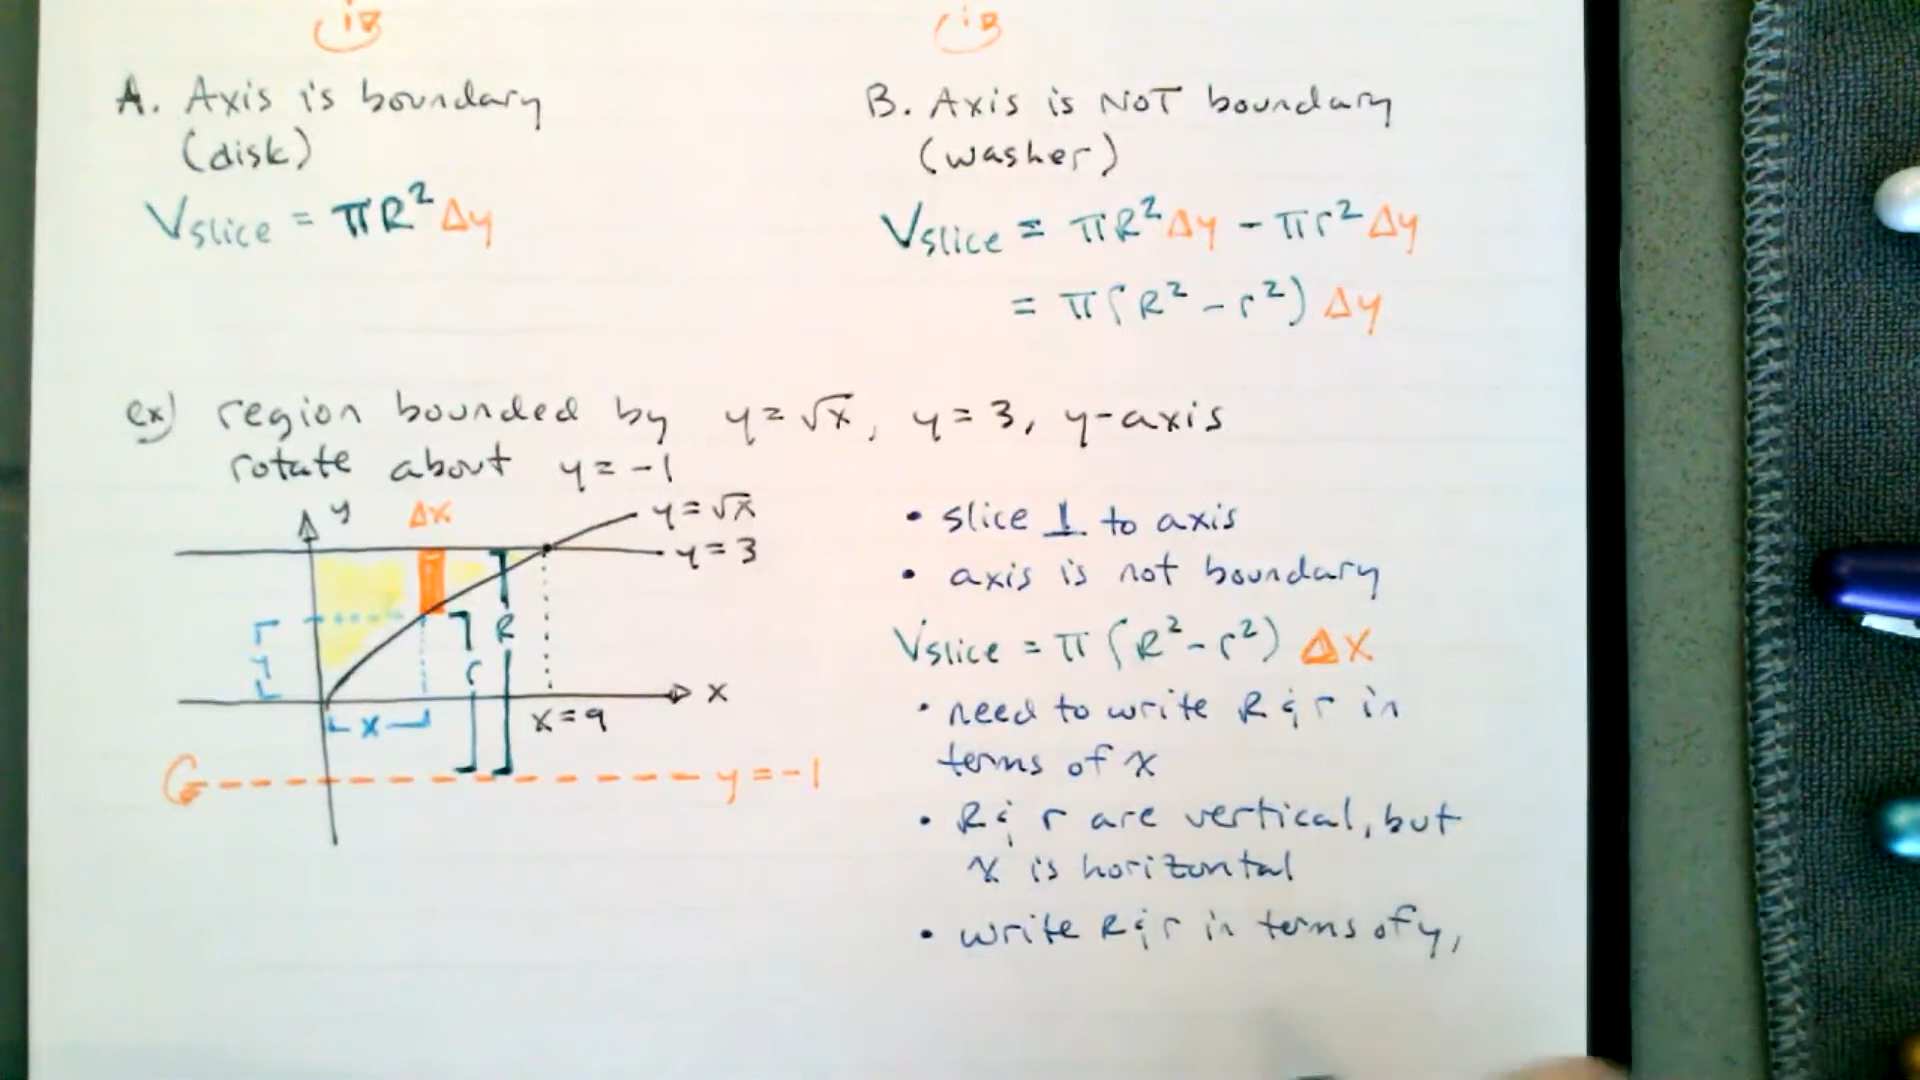 A. Axis is boundary
(disk)
Vslice = πR² Δy
B. Axis is NOT boundary
(washer)
Vslice = πR² Δy - πr² Δy
= π(R² - r²) Δy
ex) region bounded by y = √x, y = 3, y-axis
rotate about y = -1
y
Δx
y = √x
y = 3
R
r
y
x
x
x = 9
y = -1
• slice ⊥ to axis
• axis is not boundary
Vslice = π(R² - r²) Δx
• need to write R & r in
terms of x
• R & r are vertical, but
x is horizontal
• write R & r in terms of y,